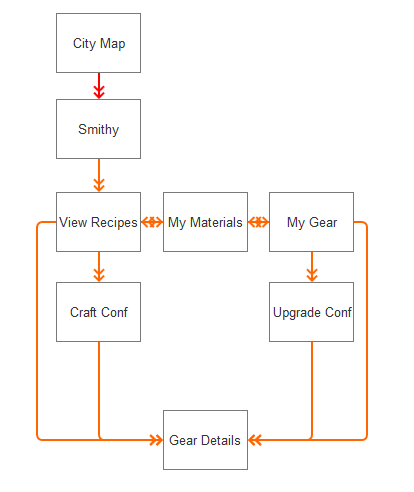 City Map
Smithy
View Recipes
My Materials
My Gear
Craft Conf
Upgrade Conf
Gear Details